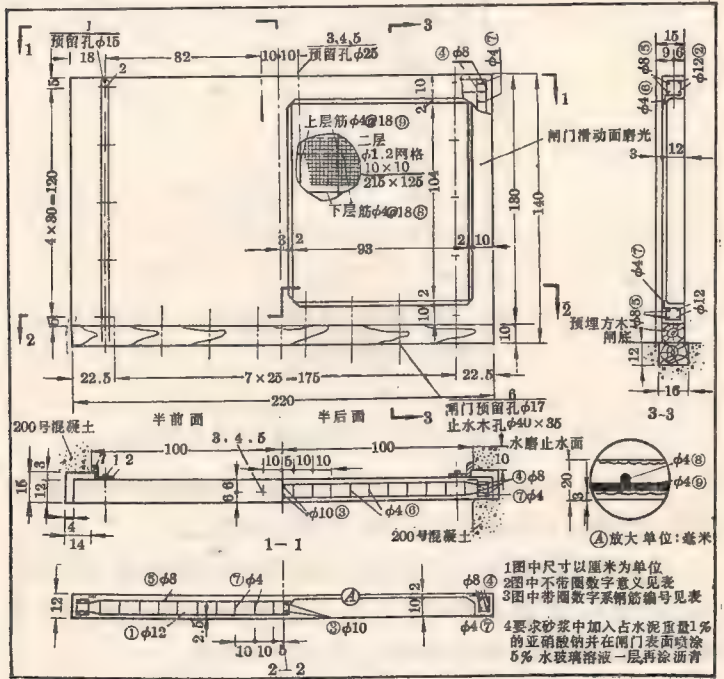 1
预留孔φ15
18
82
10
10
3,4,5
预留孔φ25
3
④φ8
φ4⑦
1
2
5
4×30=120
5
上层筋φ4@18⑨
二层
φ1.2网格
10×10
215×125
下层筋φ4@18⑧
104
闸门滑动面磨光
130
140
3
2
93
2
10
10
2
10
2
10
2
2
22.5
7×25=175
22.5
220
6
闸门预留孔φ17
止水木孔φ40×35
3
半前面
半后面
15
9
6
φ8⑤
φ12②
φ4⑥
3
12
φ4⑦
φ8⑤
φ12
预埋方木
闸底
12
16
3-3
200号混凝土
100
3、4、5
100
水磨止水面
10
5
10
10
10
1
2
3
12
15
6
6
4
14
④φ8
⑦φ4
φ10③
φ4⑥
200号混凝土
1-1
20
3
φ4⑧
φ4⑨
Ⓐ放大 单位:毫米
⑤φ8
⑦φ4
Ⓐ
12
10
φ8④
12
①φ12
2.5
③φ10
φ4⑦
10
10
5
2-2
1图中尺寸以厘米为单位
2图中不带圈数字意义见表
3图中带圈数字系钢筋编号见表
4要求砂浆中加入占水泥重量1%
的亚硝酸钠并在闸门表面喷涂
5%水玻璃溶液一层再涂沥青